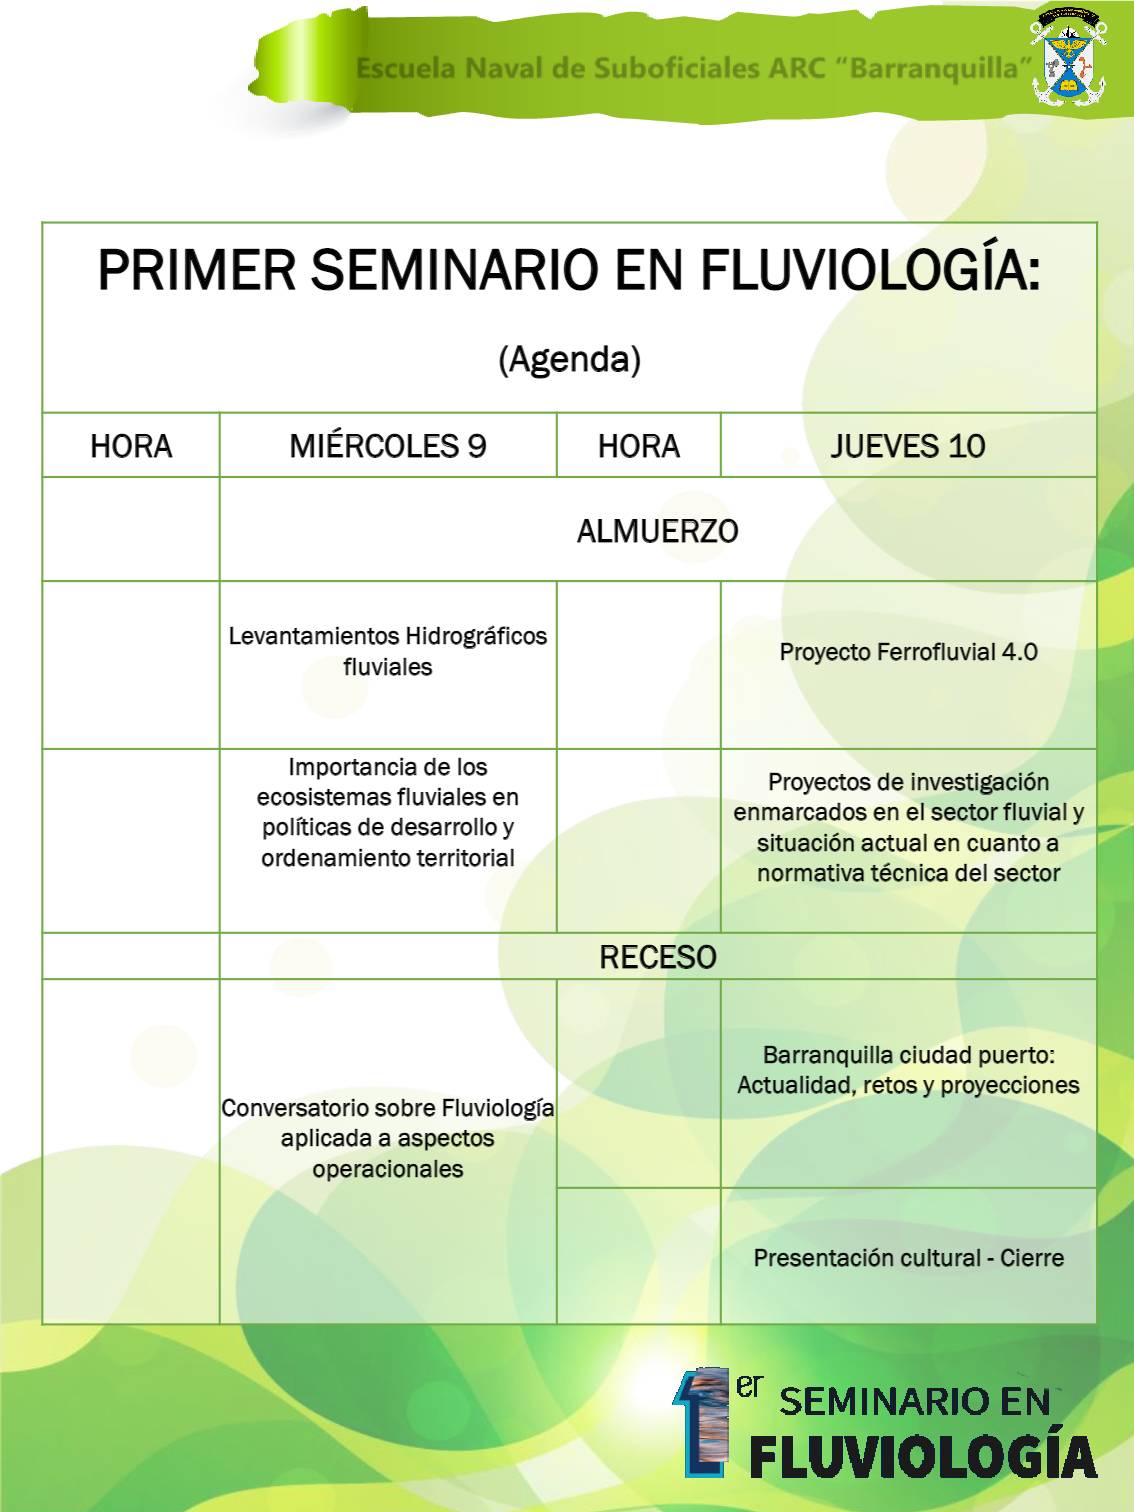 Escuela Naval de Suboficiales ARC “Barranquilla”
PRIMER SEMINARIO EN FLUVIOLOGÍA:
(Agenda)
HORA MIÉRCOLES 9 HORA JUEVES 10
ALMUERZO
Levantamientos Hidrográficos
fluviales
Proyecto Ferrofluvial 4.0
Importancia de los
ecosistemas fluviales en
políticas de desarrollo y
ordenamiento territorial
Proyectos de investigación
enmarcados en el sector fluvial y
situación actual en cuanto a
normativa técnica del sector
RECESO
Conversatorio sobre Fluviología
aplicada a aspectos
operacionales
Barranquilla ciudad puerto:
Actualidad, retos y proyecciones
Presentación cultural - Cierre
1er SEMINARIO EN
FLUVIOLOGÍA